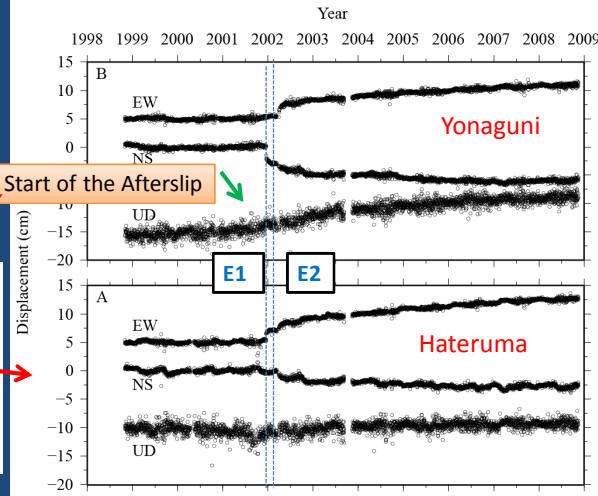 Year
1998 1999 2000 2001 2002 2003 2004 2005 2006 2007 2008 2009
15
B
10
EW
5
Yonaguni
0
NS
Start of the Afterslip
−10
UD
−15
−20
Displacement (cm)
E1
E2
15
A
10
EW
5
Hateruma
0
NS
−5
−10
UD
−15
−20